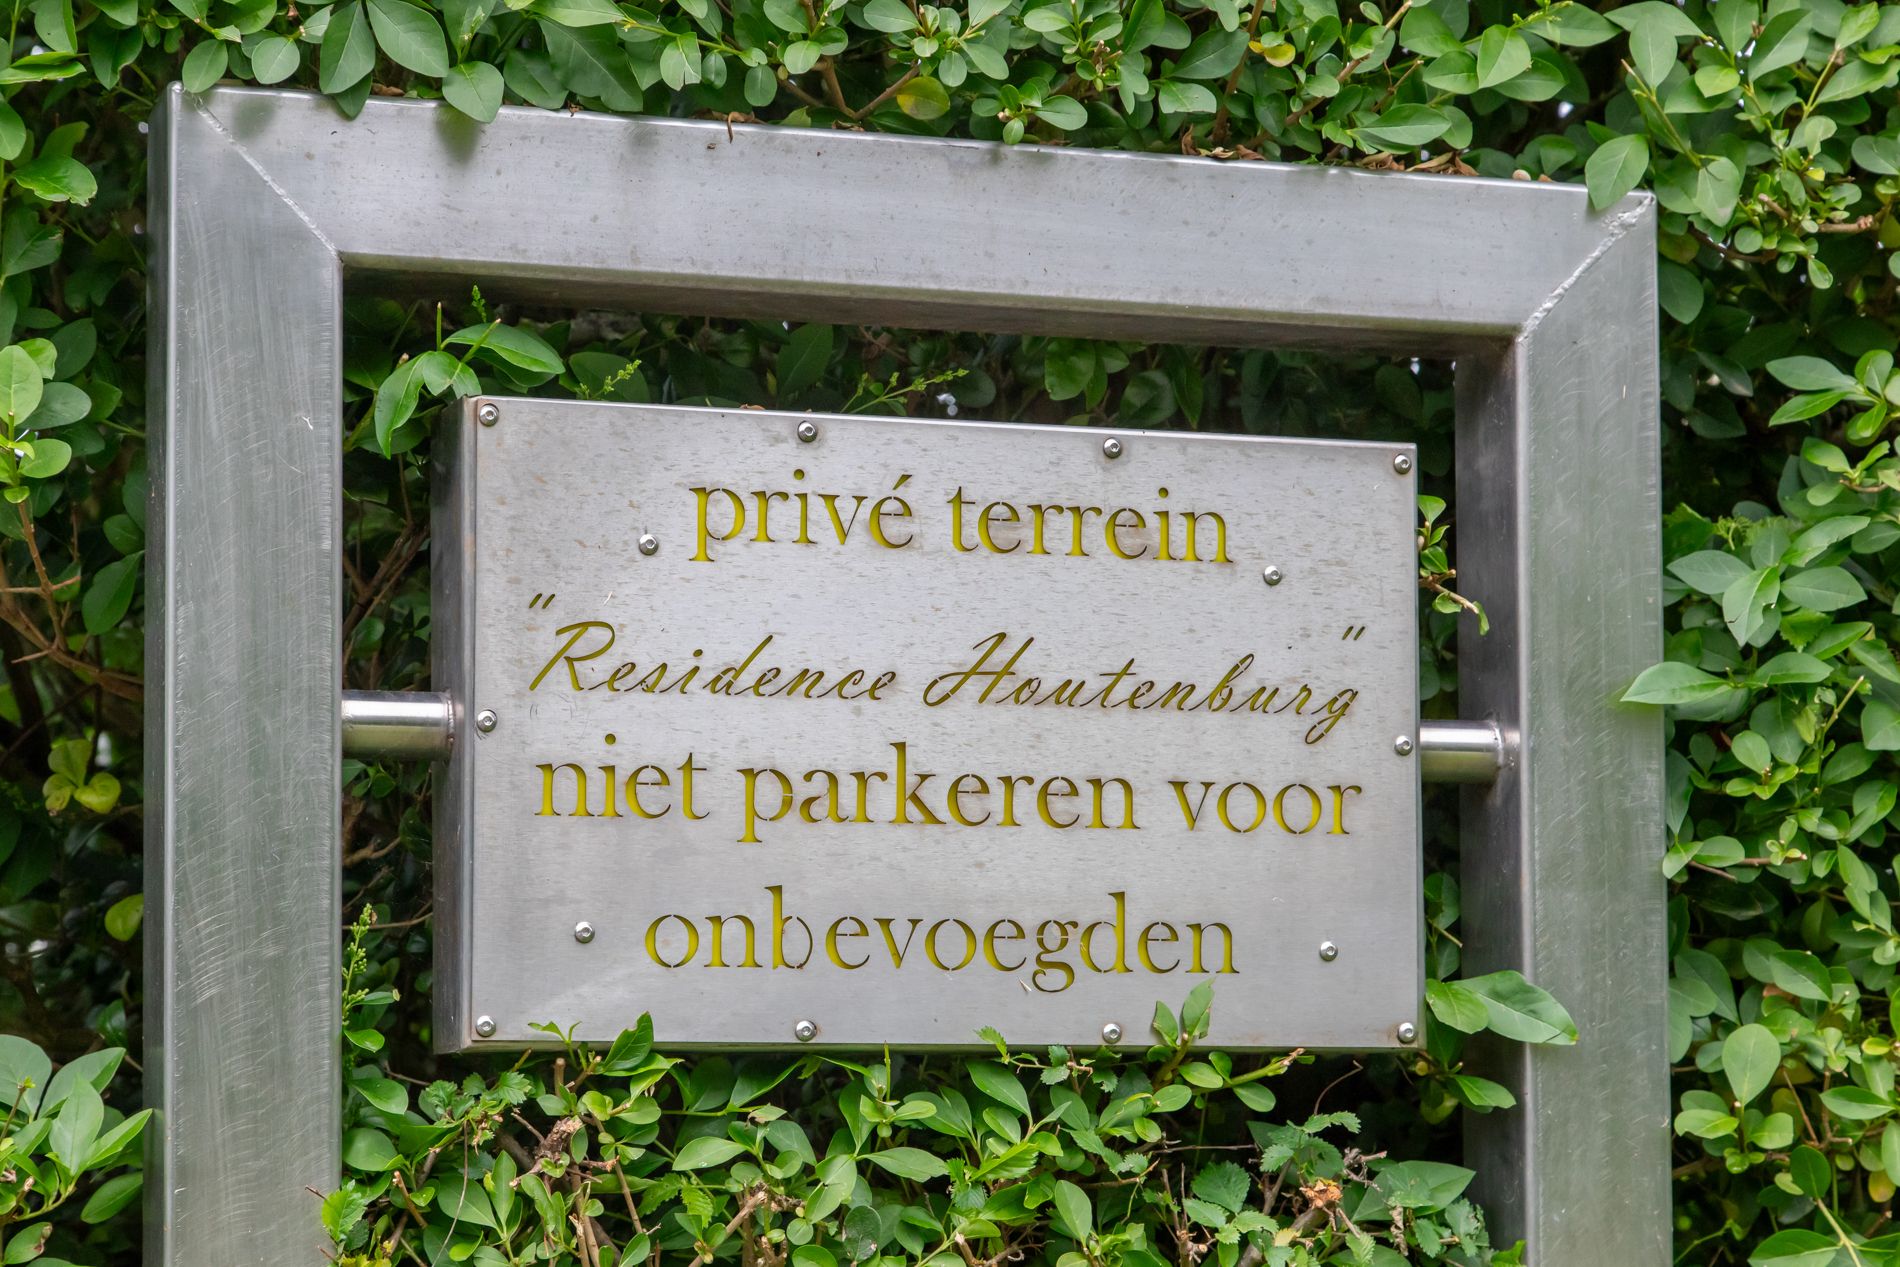 privé terrein
"Residence Houtenburg"
niet parkeren voor
onbevoegden